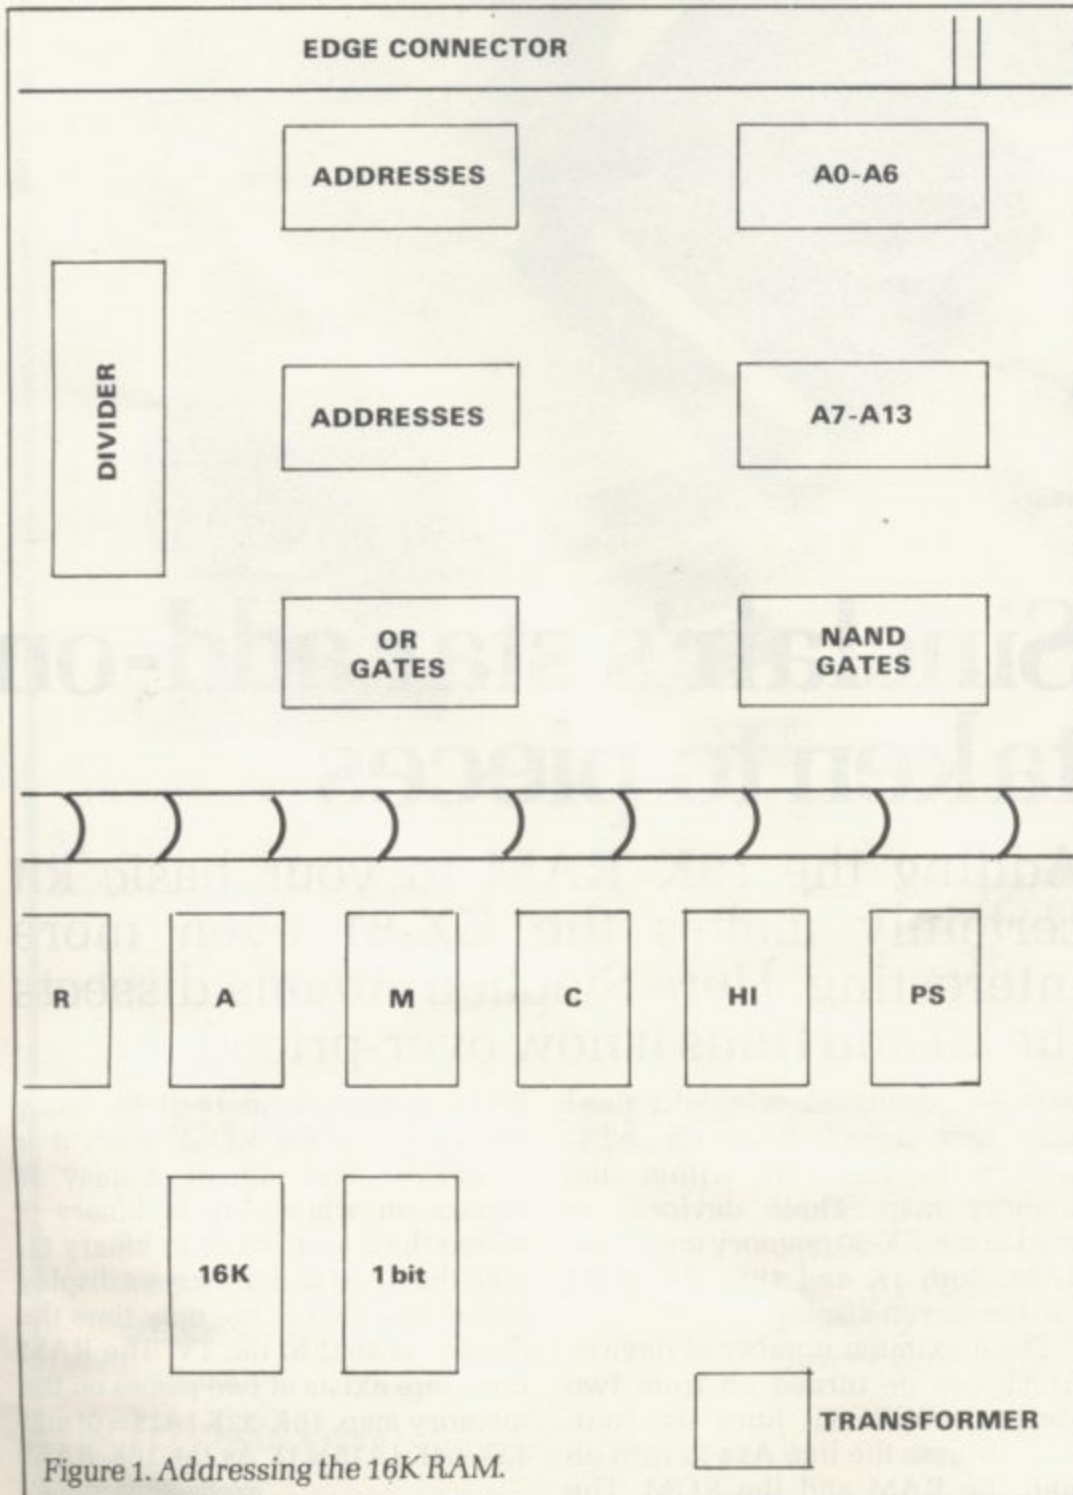 EDGE CONNECTOR
ADDRESSES
A0-A6
DIVIDER
ADDRESSES
A7-A13
OR
GATES
NAND
GATES
R
A
M
C
HI
PS
16K
1 bit
TRANSFORMER
Figure 1. Addressing the 16K RAM.